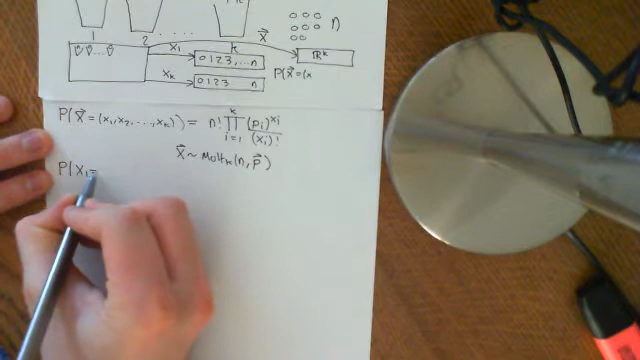 1 2 . . . . k X⃗ n
▽ ▽ ... ▽ X₁ 0 1 2 3 , ... n ℝᵏ
Xₖ 0 1 2 3 n P(X⃗ = (x
P(X⃗ = (x₁, x₂, ..., xₖ)) = n! ∏ᵢ₌₁ᵏ (pᵢ)^xᵢ / (xᵢ)!
X⃗ ~ Multₖ(n, p⃗)
P(X₁=